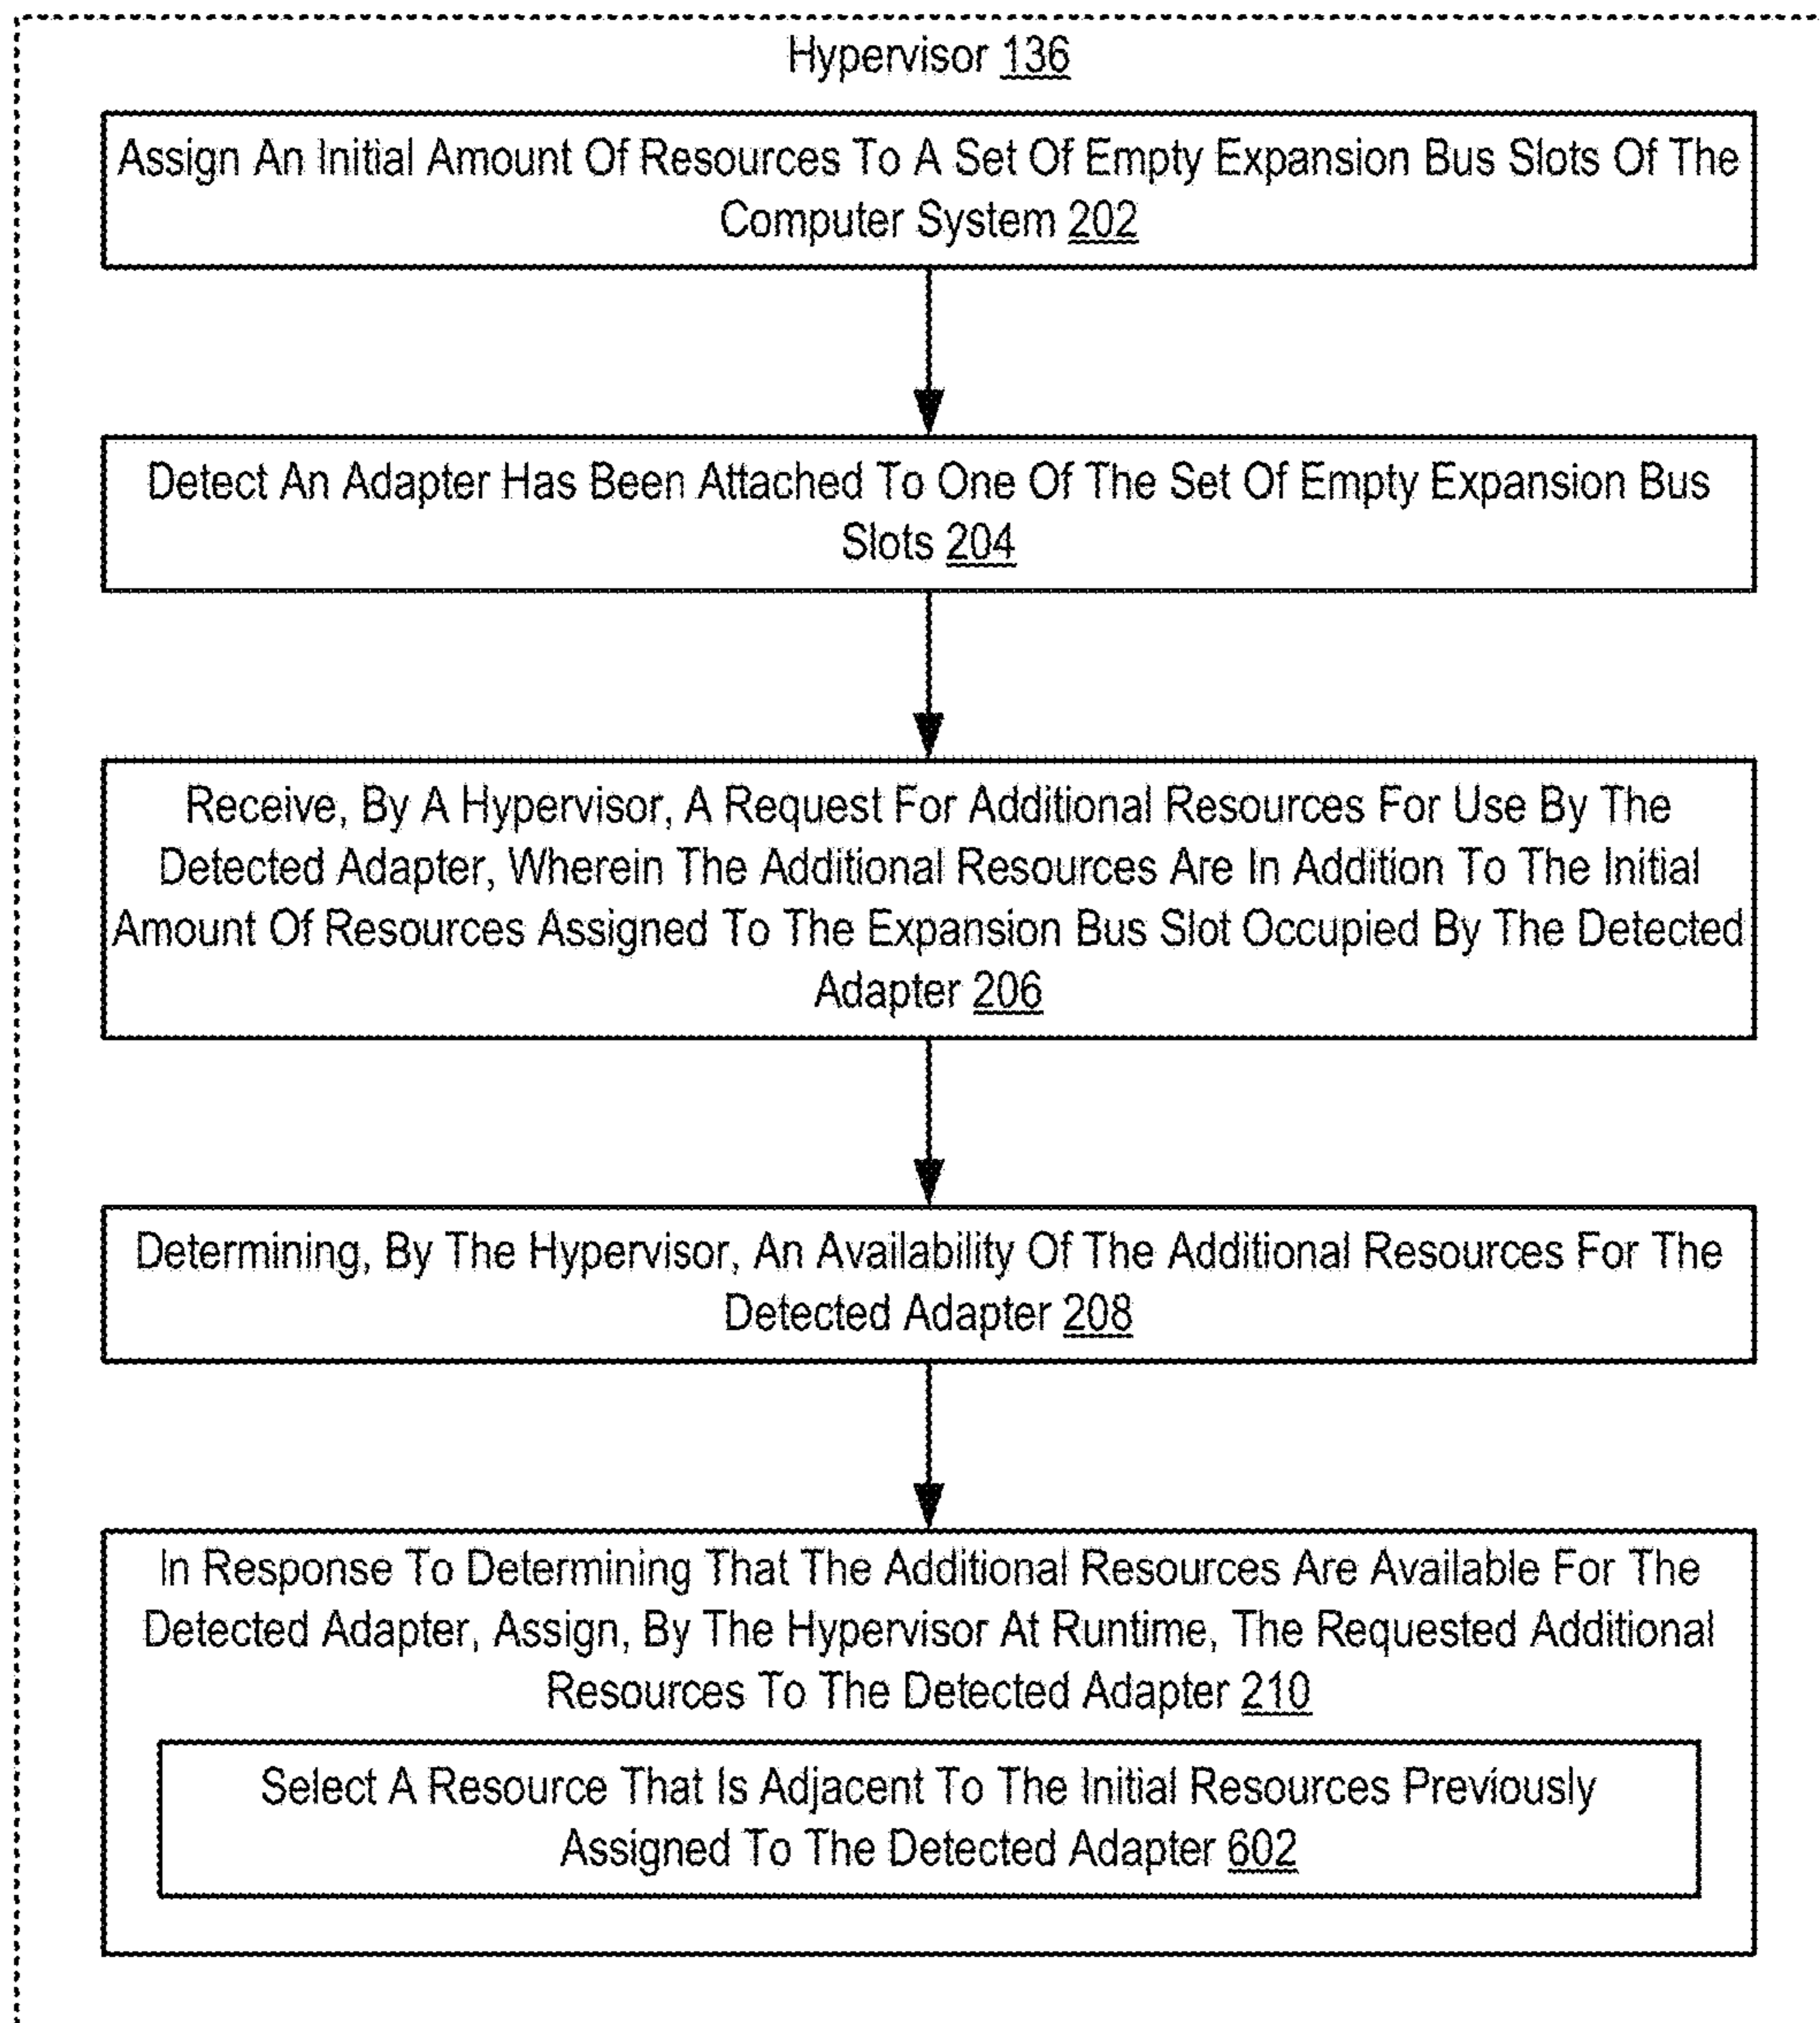 Hypervisor 136
Assign An Initial Amount Of Resources To A Set Of Empty Expansion Bus Slots Of The
Computer System 202
Detect An Adapter Has Been Attached To One Of The Set Of Empty Expansion Bus
Slots 204
Receive, By A Hypervisor, A Request For Additional Resources For Use By The
Detected Adapter, Wherein The Additional Resources Are In Addition To The Initial
Amount Of Resources Assigned To The Expansion Bus Slot Occupied By The Detected
Adapter 206
Determining, By The Hypervisor, An Availability Of The Additional Resources For The
Detected Adapter 208
In Response To Determining That The Additional Resources Are Available For The
Detected Adapter, Assign, By The Hypervisor At Runtime, The Requested Additional
Resources To The Detected Adapter 210
Select A Resource That Is Adjacent To The Initial Resources Previously
Assigned To The Detected Adapter 602